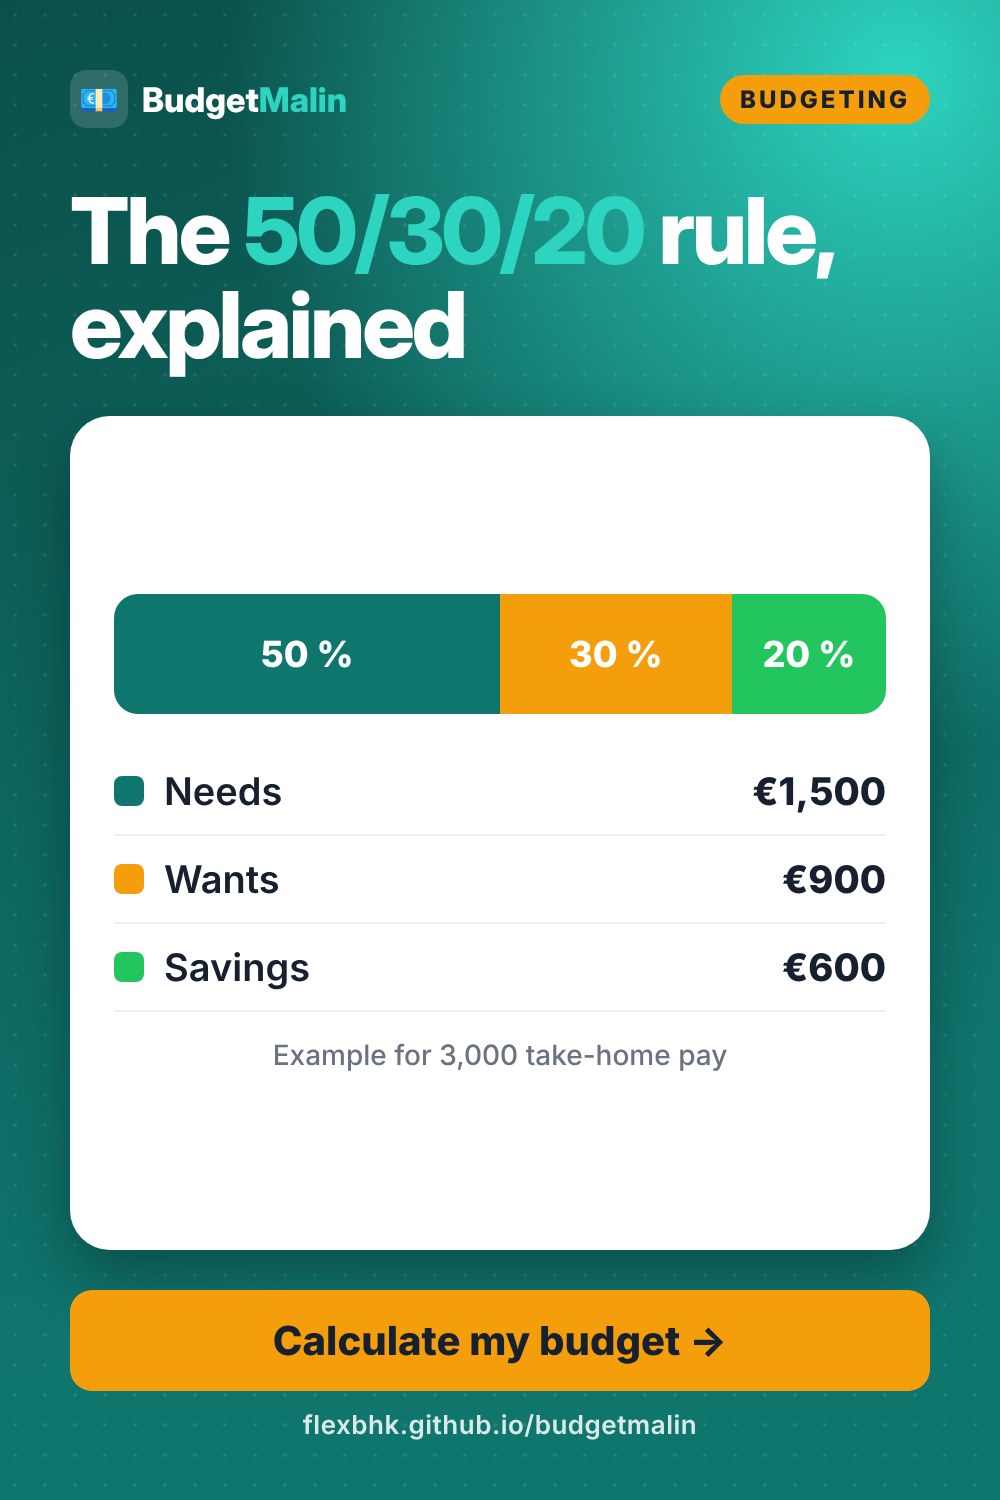 BudgetMalin
BUDGETING
The 50/30/20 rule,
explained
50 % 30 % 20 %
Needs €1,500
Wants €900
Savings €600
Example for 3,000 take-home pay
Calculate my budget →
flexbhk.github.io/budgetmalin